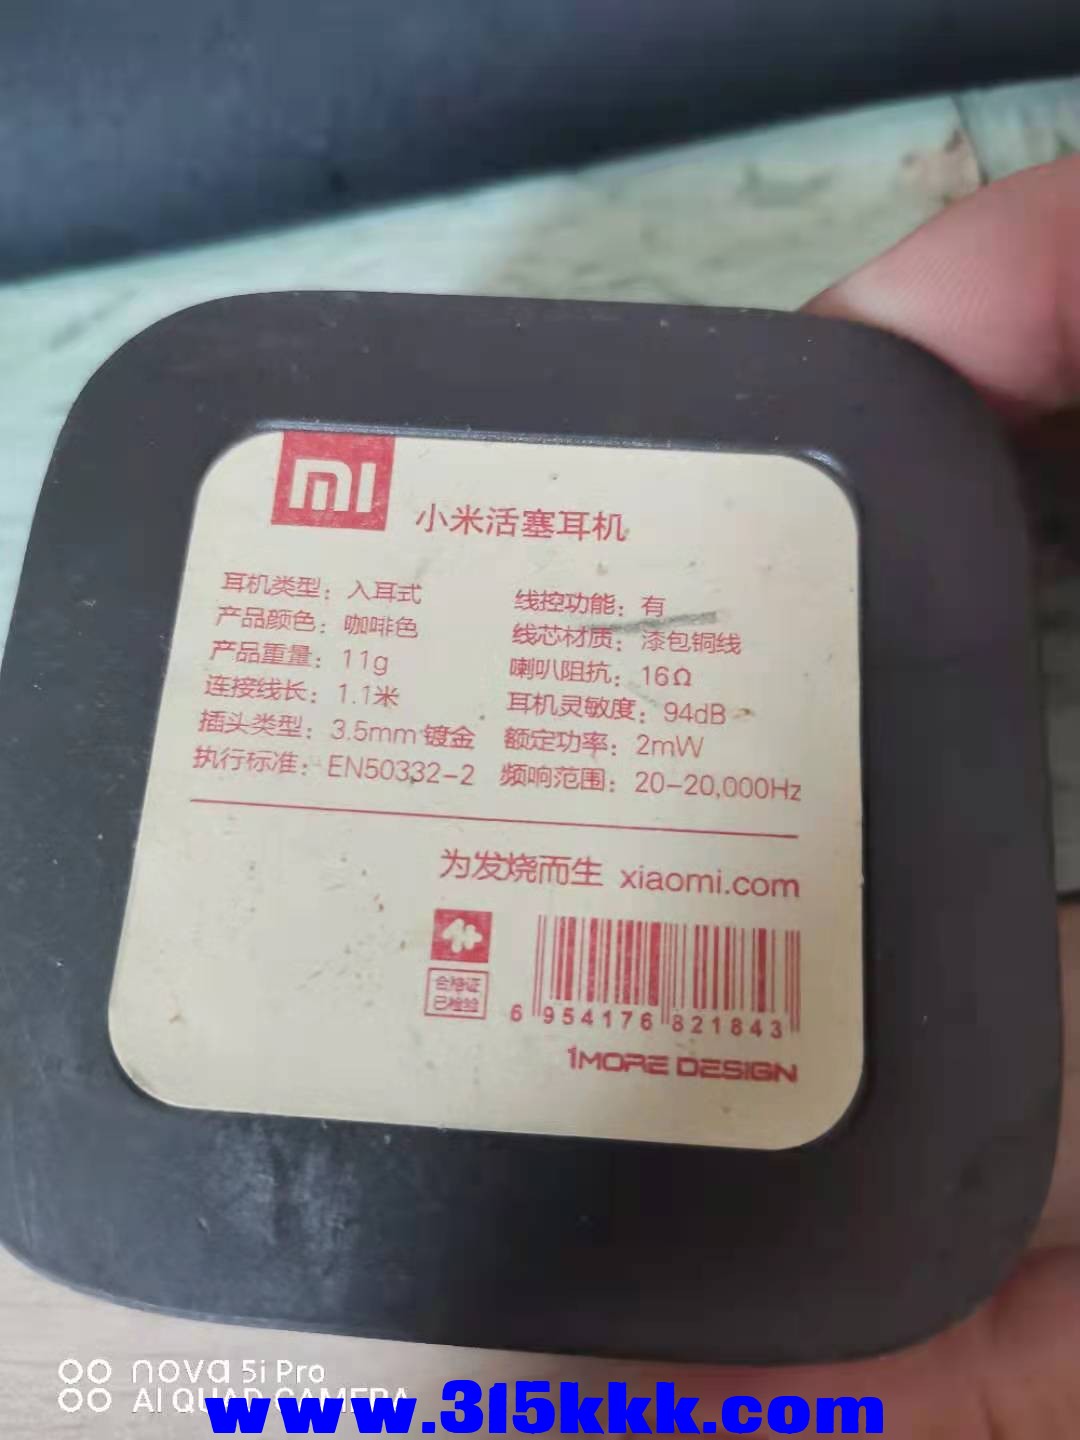 mi
小米活塞耳机
耳机类型：入耳式
产品颜色：咖啡色
产品重量：11g
连接线长：1.1米
插头类型：3.5mm镀金
执行标准：EN50332-2
线控功能：有
线芯材质：漆包铜线
喇叭阻抗：16Ω
耳机灵敏度：94dB
额定功率：2mW
频响范围：20-20,000Hz
为发烧而生 xiaomi.com
合格证
已检验
6 954176 821843
1MORE DESIGN
nova 5i Pro
AI QUAD CAMERA
www.315kkk.com